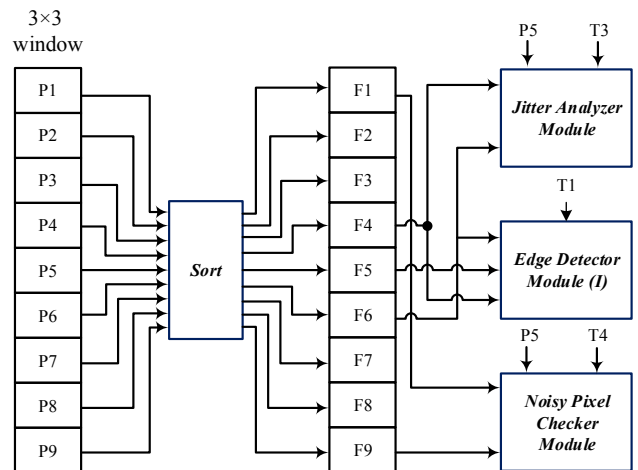 3×3
window
P1
P2
P3
P4
P5
P6
P7
P8
P9
Sort
F1
F2
F3
F4
F5
F6
F7
F8
F9
P5 T3
Jitter Analyzer
Module
T1
Edge Detector
Module (I)
P5 T4
Noisy Pixel
Checker
Module